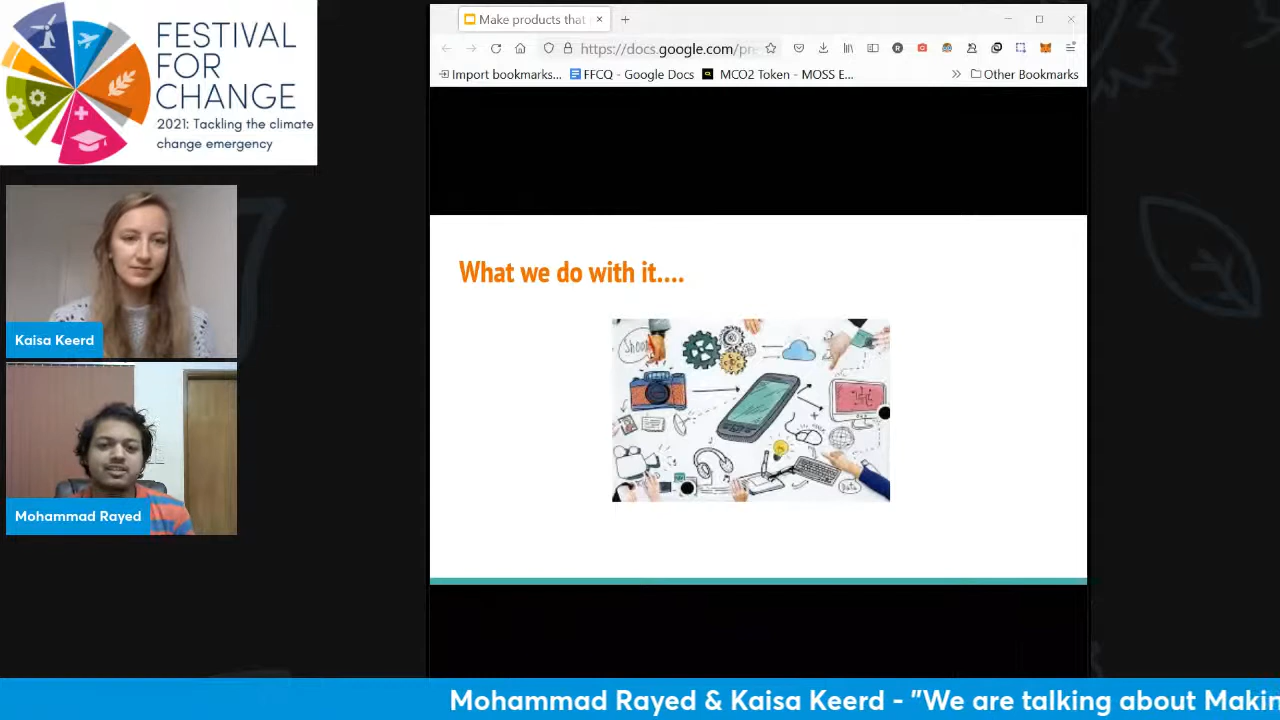 FESTIVAL
FOR
CHANGE
2021: Tackling the climate
change emergency
Make products that
https://docs.google.com/pre
Import bookmarks...
FFCQ - Google Docs
MCO2 Token - MOSS E...
Other Bookmarks
Kaisa Keerd
Mohammad Rayed
What we do with it....
Mohammad Rayed & Kaisa Keerd - "We are talking about Makin